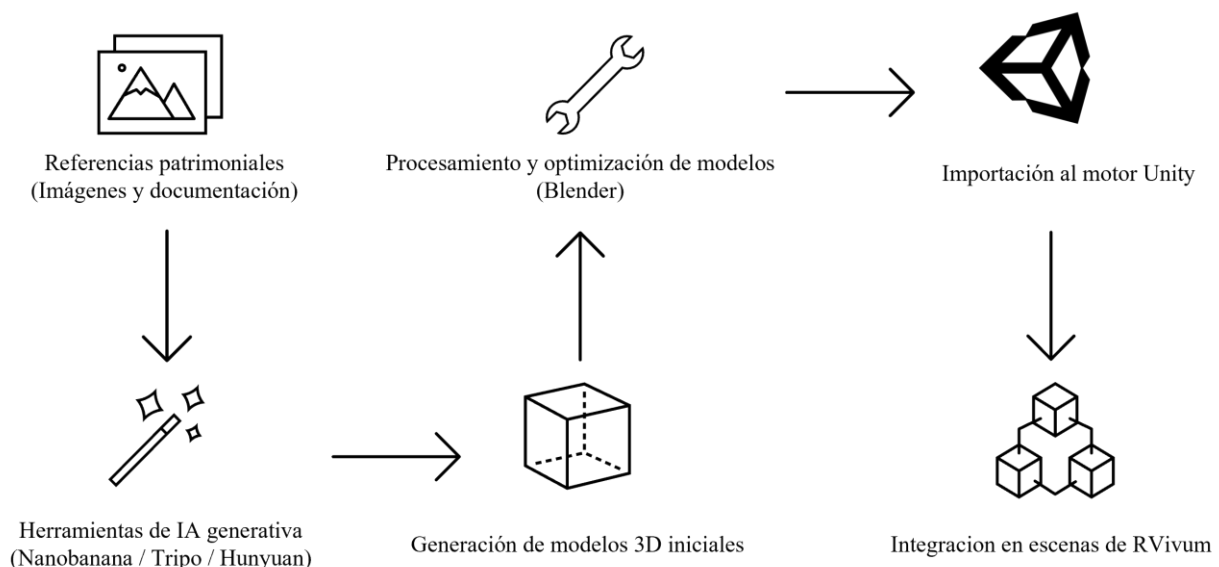 Referencias patrimoniales
(Imágenes y documentación)
Herramientas de IA generativa
(Nanobanana / Tripo / Hunyuan)
Generación de modelos 3D iniciales
Procesamiento y optimización de modelos
(Blender)
Importación al motor Unity
Integracion en escenas de RVivum